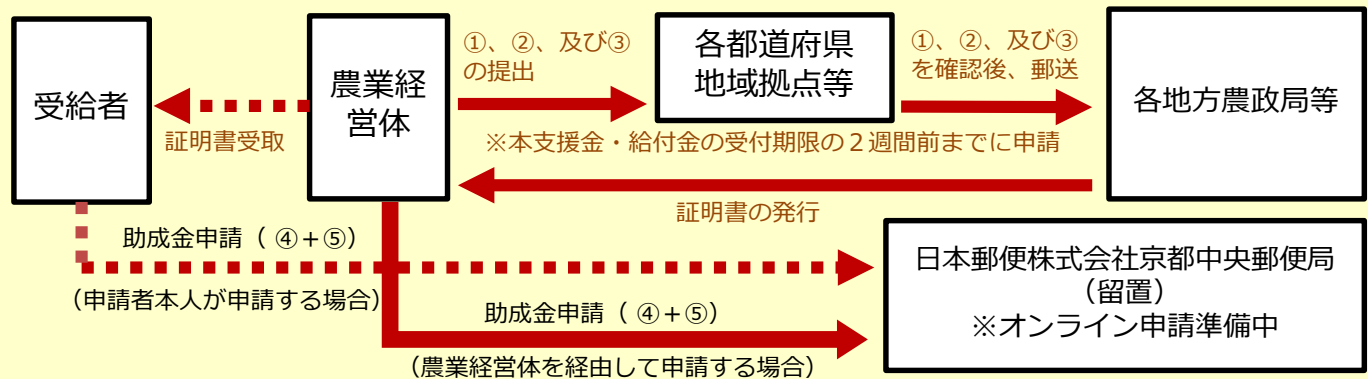 受給者
証明書受取
農業経
営体
①、②、及び③
の提出
各都道府県
地域拠点等
①、②、及び③
を確認後、郵送
各地方農政局等
※本支援金・給付金の受付期限の２週間前までに申請
証明書の発行
助成金申請（ ④＋⑤）
（申請者本人が申請する場合）
助成金申請（ ④＋⑤）
（農業経営体を経由して申請する場合）
日本郵便株式会社京都中央郵便局
（留置）
※オンライン申請準備中